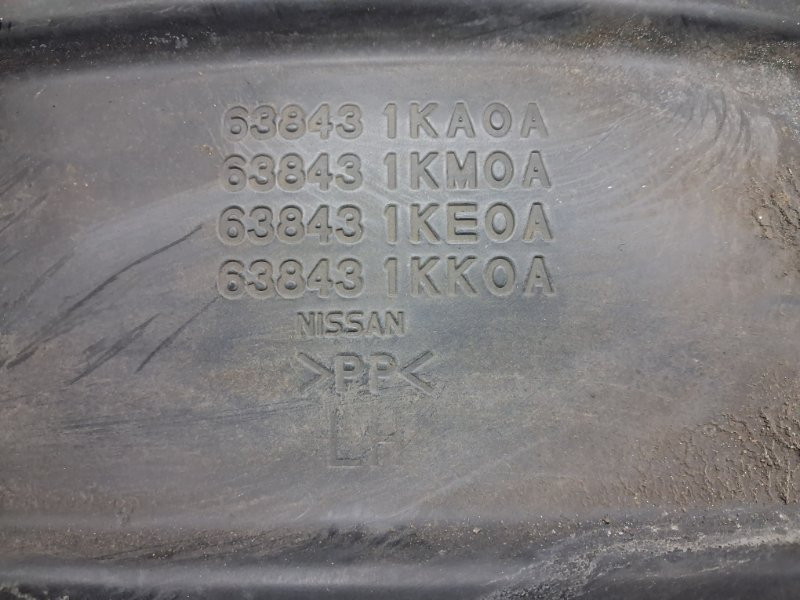 63843 1KA0A
63843 1KM0A
63843 1KE0A
63843 1KK0A
NISSAN
>PP<
LH